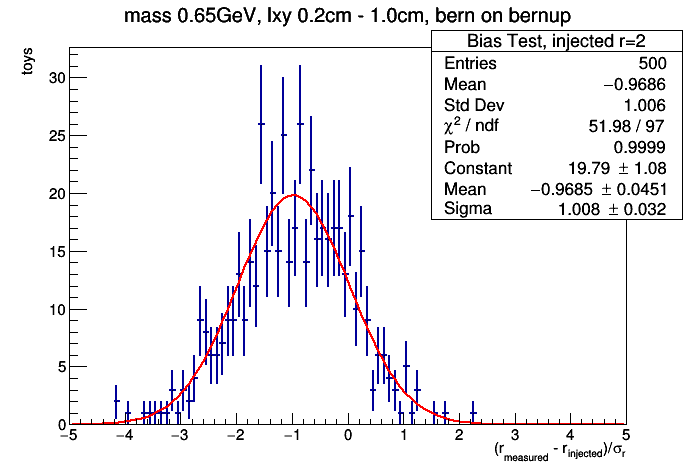 mass 0.65GeV, lxy 0.2cm - 1.0cm, bern on bernup
Bias Test, injected r=2
Entries 500
Mean −0.9686
Std Dev 1.006
χ² / ndf 51.98 / 97
Prob 0.9999
Constant 19.79 ± 1.08
Mean −0.9685 ± 0.0451
Sigma 1.008 ± 0.032
toys
30
25
20
15
10
5
0
−5 −4 −3 −2 −1 0 1 2 3 4 5
(r_measured - r_injected)/σ_r